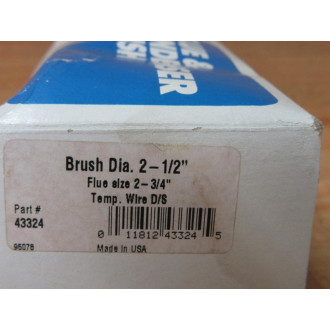 & 
BBER
SH
Brush Dia. 2-1/2"
Flue size 2-3/4"
Temp. Wire D/S
Part #
43324
0 11812 43324 5
95078
Made in USA